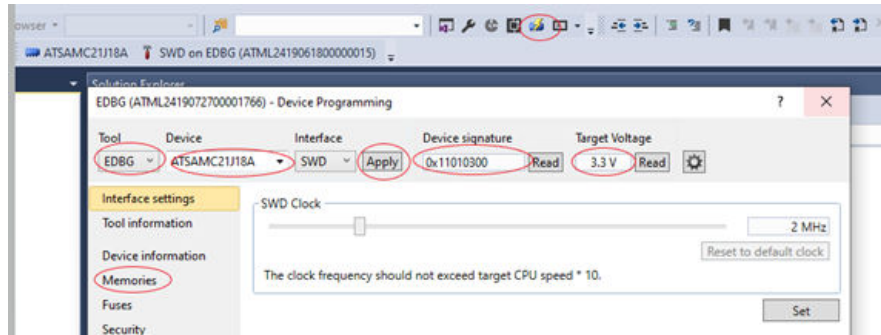 owser
ATSAMC21J18A SWD on EDBG (ATML2419061800000015)
Solution Explorer
EDBG (ATML2419072700001766) - Device Programming ? ×
Tool Device Interface Device signature Target Voltage
EDBG ATSAMC21J18A SWD Apply 0x11010300 Read 3.3 V Read
Interface settings
SWD Clock
Tool information
2 MHz
Reset to default clock
Device information
The clock frequency should not exceed target CPU speed * 10.
Memories
Fuses
Set
Security